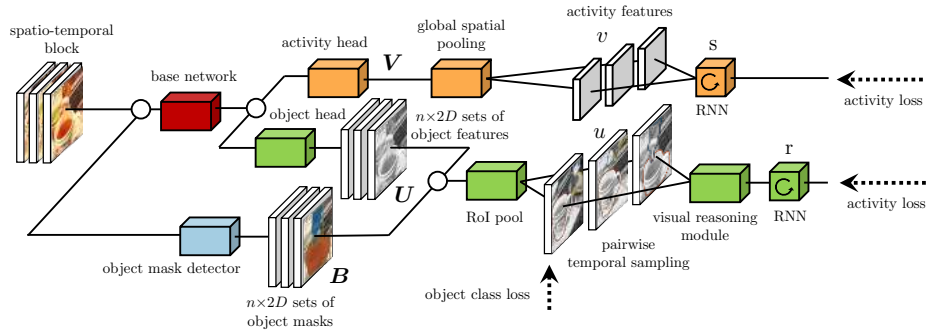 spatio-temporal
block
base network
activity head
V
global spatial
pooling
activity features
v
s
RNN
activity loss
object head
n×2D sets of
object features
U
RoI pool
u
pairwise
temporal sampling
visual reasoning
module
r
RNN
activity loss
object mask detector
B
n×2D sets of
object masks
object class loss